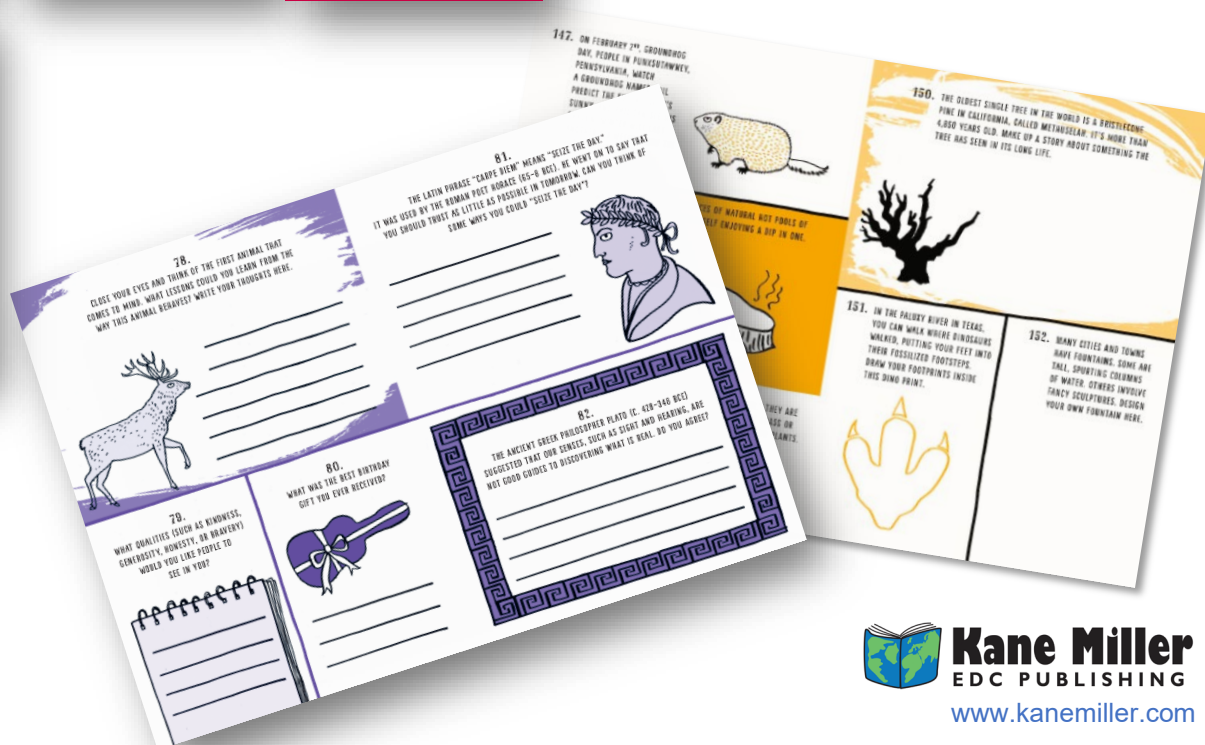 78.
CLOSE YOUR EYES AND THINK OF THE FIRST ANIMAL THAT
COMES TO MIND. WHAT LESSONS COULD YOU LEARN FROM THE
WAY THIS ANIMAL BEHAVES? WRITE YOUR THOUGHTS HERE.
81.
THE LATIN PHRASE "CARPE DIEM" MEANS "SEIZE THE DAY."
IT WAS USED BY THE ROMAN POET HORACE (65–8 BCE). HE WENT ON TO SAY THAT
YOU SHOULD TRUST AS LITTLE AS POSSIBLE IN TOMORROW. CAN YOU THINK OF
SOME WAYS YOU COULD "SEIZE THE DAY"?
79.
WHAT QUALITIES (SUCH AS KINDNESS,
GENEROSITY, HONESTY, OR BRAVERY)
WOULD YOU LIKE PEOPLE TO
SEE IN YOU?
80.
WHAT WAS THE BEST BIRTHDAY
GIFT YOU EVER RECEIVED?
82.
THE ANCIENT GREEK PHILOSOPHER PLATO (C. 428–348 BCE)
SUGGESTED THAT OUR SENSES, SUCH AS SIGHT AND HEARING, ARE
NOT GOOD GUIDES TO DISCOVERING WHAT IS REAL. DO YOU AGREE?
147. ON FEBRUARY 2ND, GROUNDHOG
DAY, PEOPLE IN PUNXSUTAWNEY,
PENNSYLVANIA, WATCH
A GROUNDHOG
PREDICT THE
OF NATURAL HOT POOLS OF
ENJOYING A DIP IN ONE.
THEY ARE
OR
PLANTS.
150. THE OLDEST SINGLE TREE IN THE WORLD IS A BRISTLECONE
PINE IN CALIFORNIA, CALLED METHUSELAH. IT'S MORE THAN
4,850 YEARS OLD. MAKE UP A STORY ABOUT SOMETHING THE
TREE HAS SEEN IN ITS LONG LIFE.
151. IN THE PALUXY RIVER IN TEXAS,
YOU CAN WALK WHERE DINOSAURS
WALKED, PUTTING YOUR FEET INTO
THEIR FOSSILIZED FOOTSTEPS.
DRAW YOUR FOOTPRINTS INSIDE
THIS DINO PRINT.
152. MANY CITIES AND TOWNS
HAVE FOUNTAINS. SOME ARE
TALL, SPURTING COLUMNS
OF WATER. OTHERS INVOLVE
FANCY SCULPTURES. DESIGN
YOUR OWN FOUNTAIN HERE.
Kane Miller
EDC PUBLISHING
www.kanemiller.com